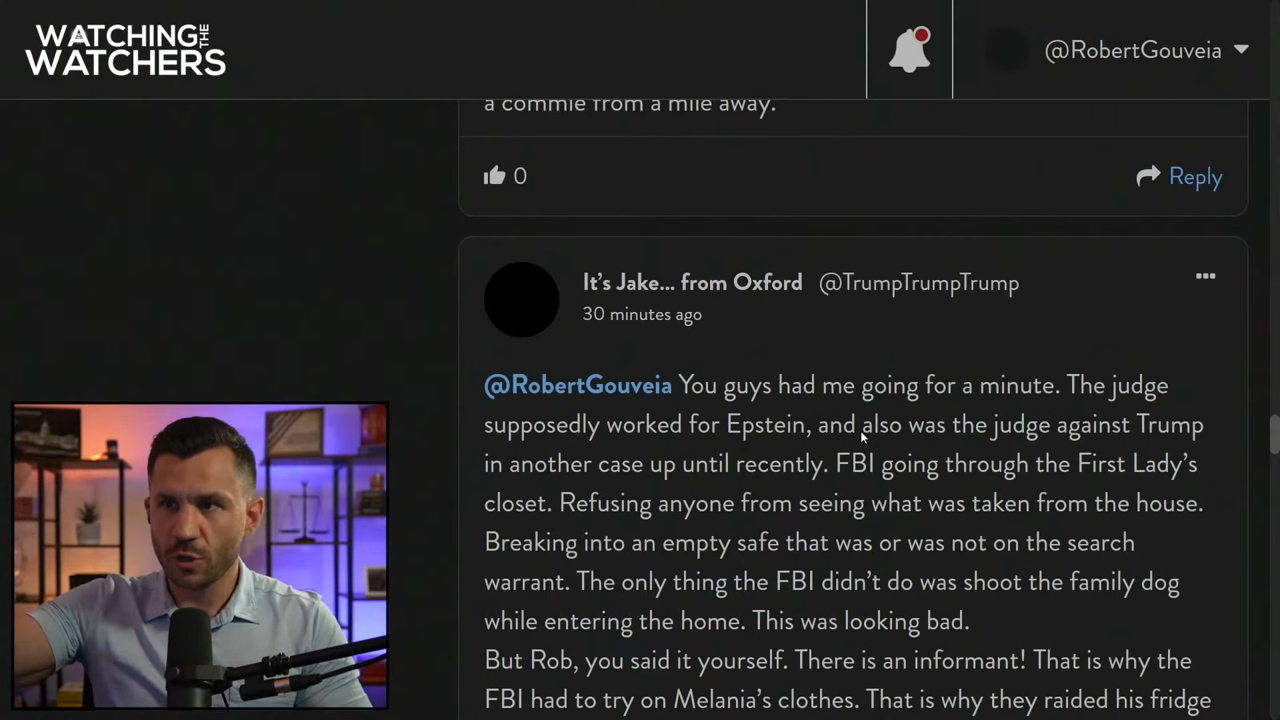 WATCHING THE
WATCHERS
@RobertGouveia
a commie from a mile away.
0
Reply
It's Jake... from Oxford @TrumpTrumpTrump
30 minutes ago
@RobertGouveia You guys had me going for a minute. The judge
supposedly worked for Epstein, and also was the judge against Trump
in another case up until recently. FBI going through the First Lady's
closet. Refusing anyone from seeing what was taken from the house.
Breaking into an empty safe that was or was not on the search
warrant. The only thing the FBI didn't do was shoot the family dog
while entering the home. This was looking bad.
But Rob, you said it yourself. There is an informant! That is why the
FBI had to try on Melania's clothes. That is why they raided his fridge